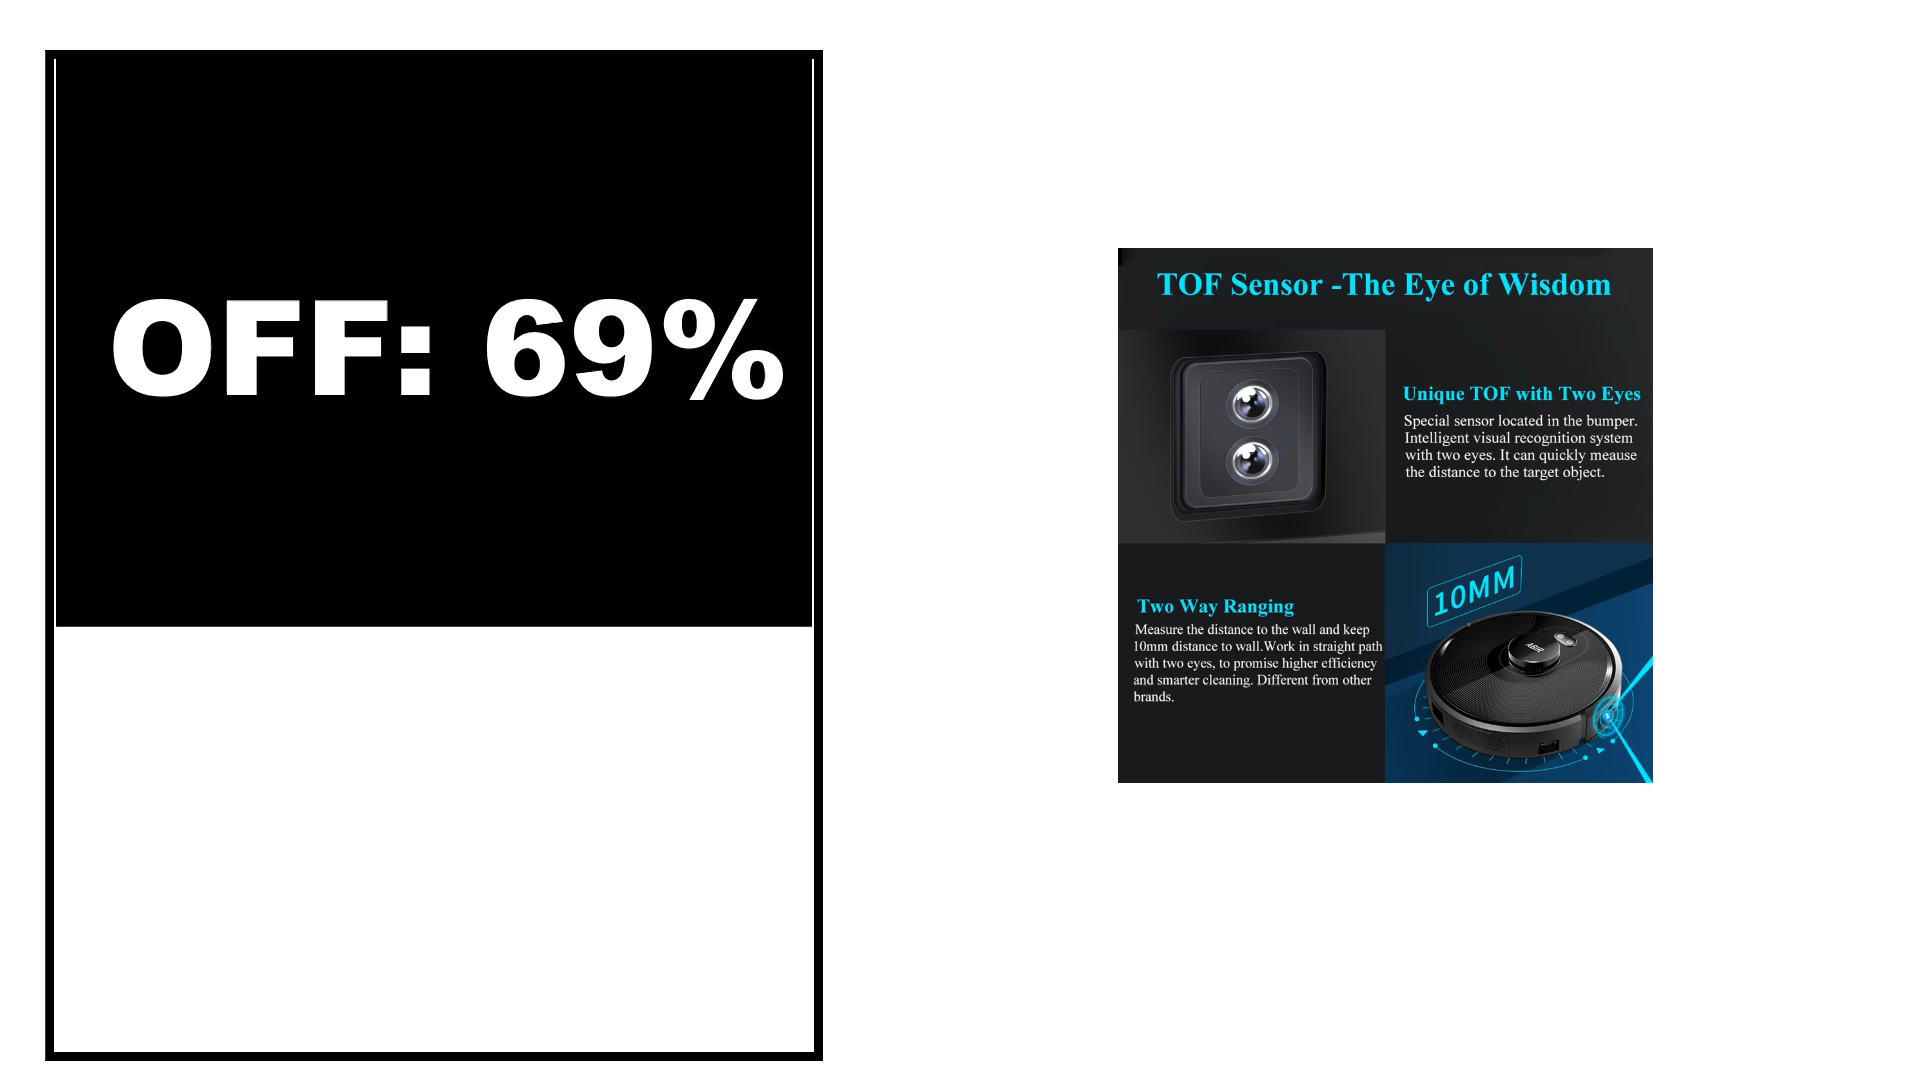 OFF: 69%
TOF Sensor -The Eye of Wisdom
Unique TOF with Two Eyes
Special sensor located in the bumper.
Intelligent visual recognition system
with two eyes. It can quickly meause
the distance to the target object.
Two Way Ranging
Measure the distance to the wall and keep
10mm distance to wall.Work in straight path
with two eyes, to promise higher efficiency
and smarter cleaning. Different from other
brands.
10MM
ABIR